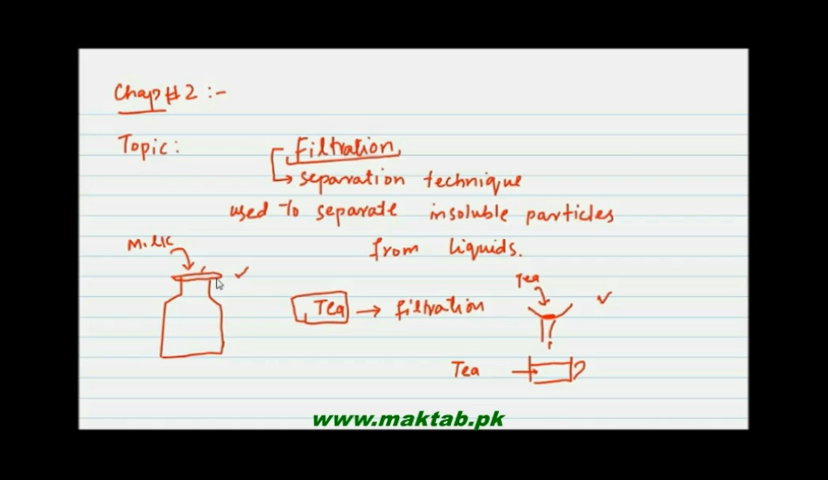 Chap # 2 :-
Topic:
Filtration
separation technique
used to separate insoluble particles
from liquids.
Milk
Tea
Tea → filtration
Tea
www.maktab.pk